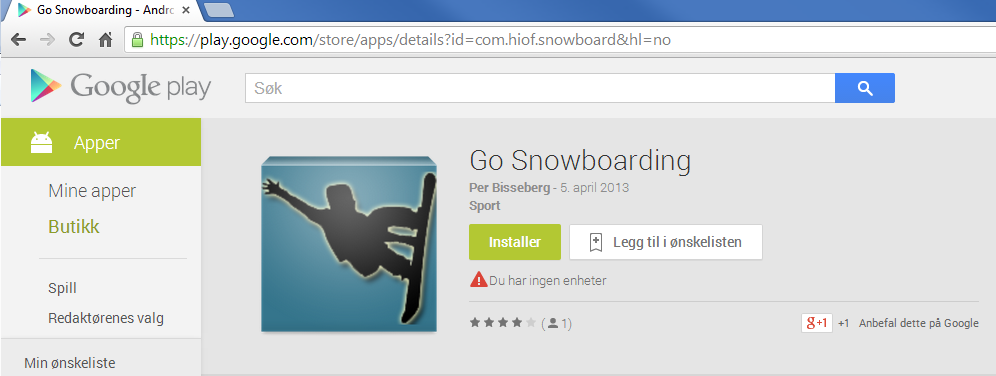 Go Snowboarding - Andro
https://play.google.com/store/apps/details?id=com.hiof.snowboard&hl=no
Google play
Søk
Apper
Mine apper
Butikk
Spill
Redaktørenes valg
Min ønskeliste
Go Snowboarding
Per Bisseberg - 5. april 2013
Sport
Installer
Legg til i ønskelisten
Du har ingen enheter
(1)
g+1 +1 Anbefal dette på Google